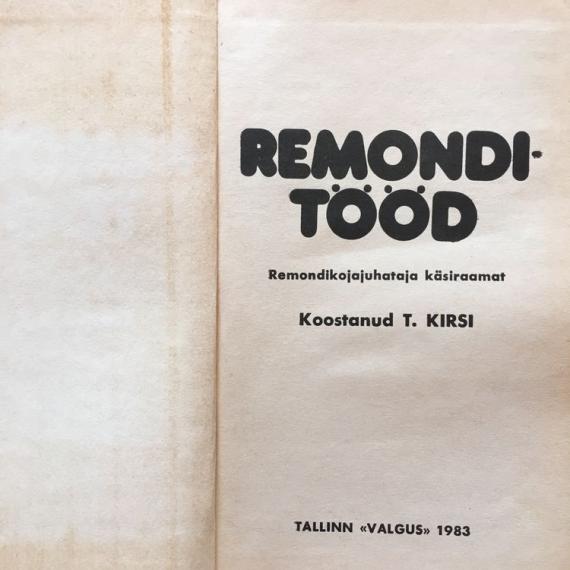 REMONDI-
TÖÖD
Remondikojajuhataja käsiraamat
Koostanud T. KIRSI
TALLINN «VALGUS» 1983